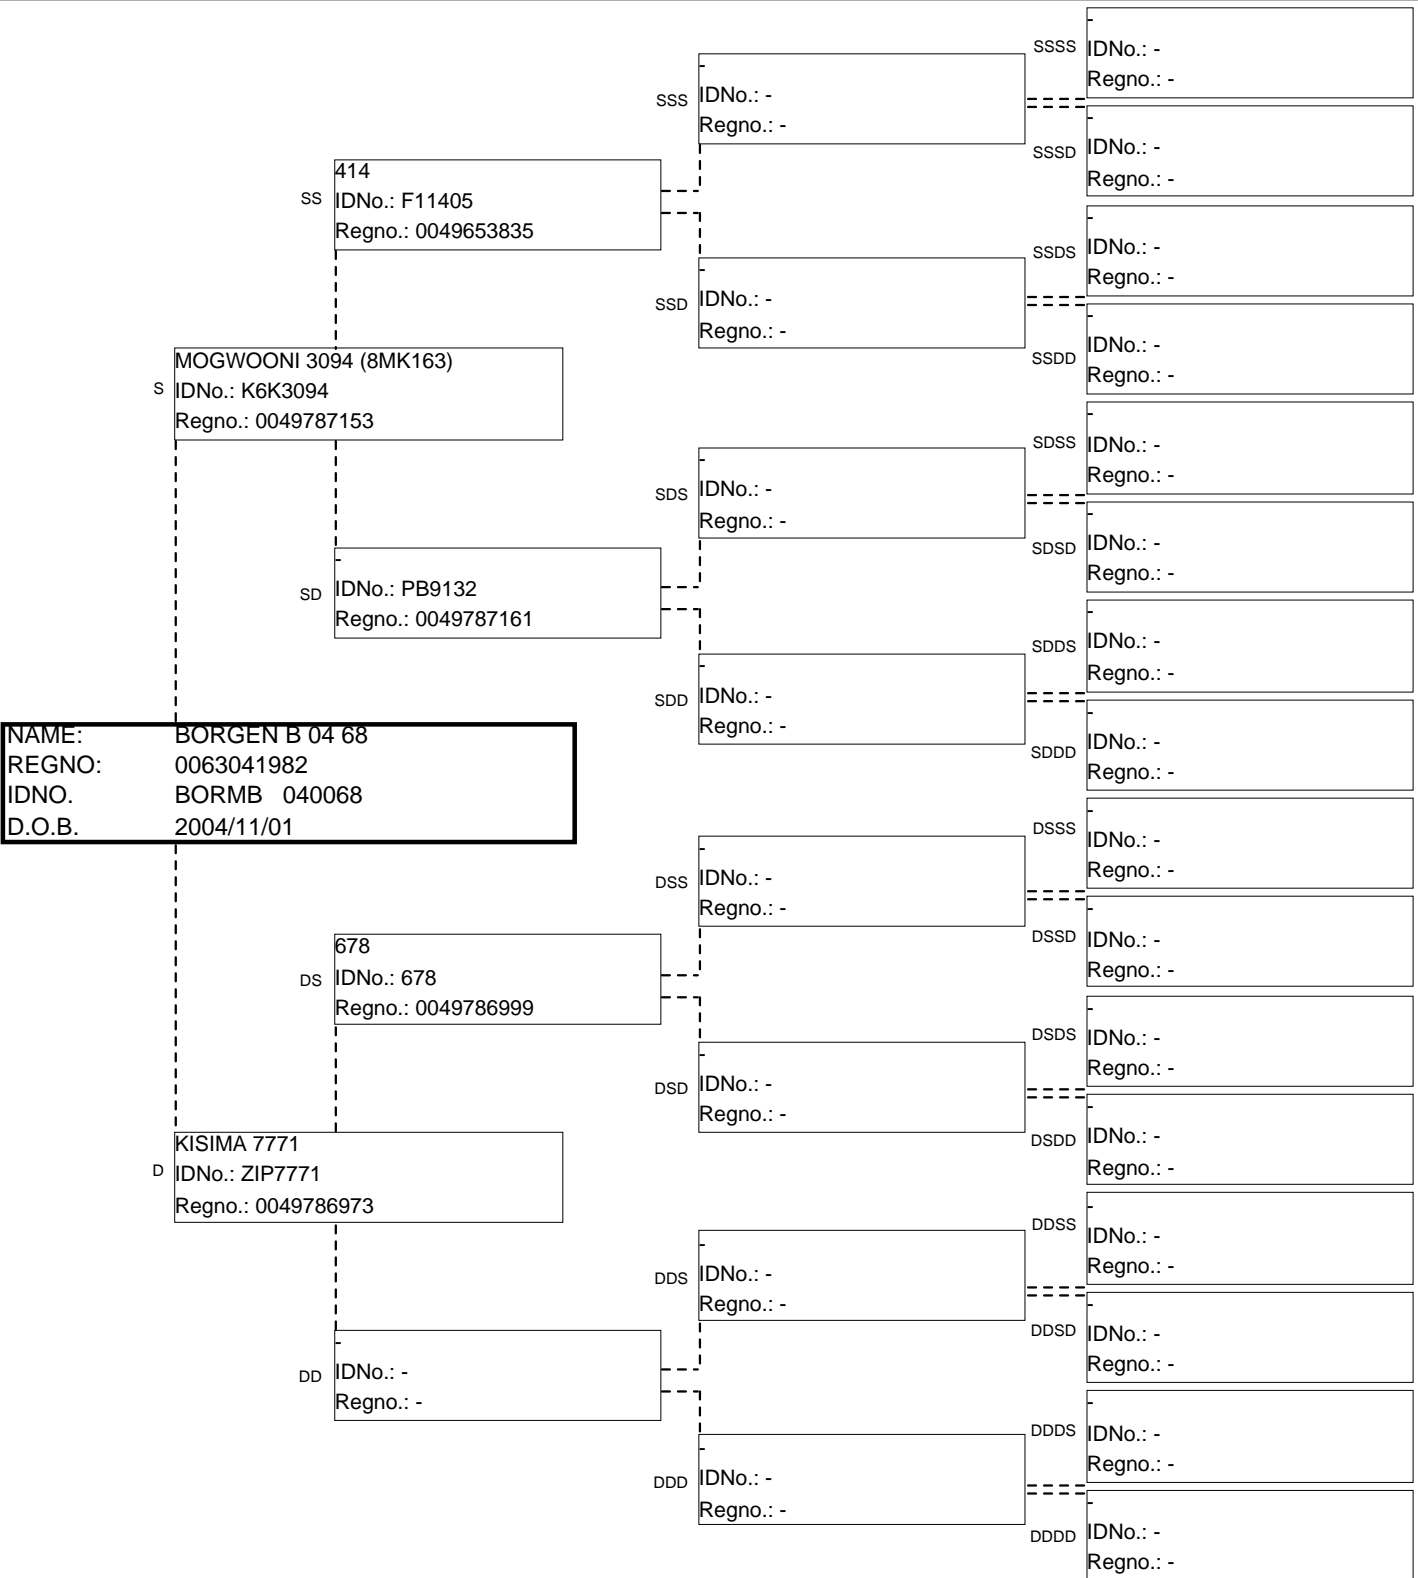 SSSS
-
IDNo.: -
Regno.: -
SSS
-
IDNo.: -
Regno.: -
SSSD
-
IDNo.: -
Regno.: -
SS
414
IDNo.: F11405
Regno.: 0049653835
SSDS
-
IDNo.: -
Regno.: -
SSD
-
IDNo.: -
Regno.: -
SSDD
-
IDNo.: -
Regno.: -
S
MOGWOONI 3094 (8MK163)
IDNo.: K6K3094
Regno.: 0049787153
SDSS
-
IDNo.: -
Regno.: -
SDS
-
IDNo.: -
Regno.: -
SDSD
-
IDNo.: -
Regno.: -
SD
-
IDNo.: PB9132
Regno.: 0049787161
SDDS
-
IDNo.: -
Regno.: -
SDD
-
IDNo.: -
Regno.: -
SDDD
-
IDNo.: -
Regno.: -
NAME: BORGEN B 04 68
REGNO: 0063041982
IDNO. BORMB 040068
D.O.B. 2004/11/01
DSSS
-
IDNo.: -
Regno.: -
DSS
-
IDNo.: -
Regno.: -
DSSD
-
IDNo.: -
Regno.: -
DS
678
IDNo.: 678
Regno.: 0049786999
DSDS
-
IDNo.: -
Regno.: -
DSD
-
IDNo.: -
Regno.: -
DSDD
-
IDNo.: -
Regno.: -
D
KISIMA 7771
IDNo.: ZIP7771
Regno.: 0049786973
DDSS
-
IDNo.: -
Regno.: -
DDS
-
IDNo.: -
Regno.: -
DDSD
-
IDNo.: -
Regno.: -
DD
-
IDNo.: -
Regno.: -
DDDS
-
IDNo.: -
Regno.: -
DDD
-
IDNo.: -
Regno.: -
DDDD
-
IDNo.: -
Regno.: -